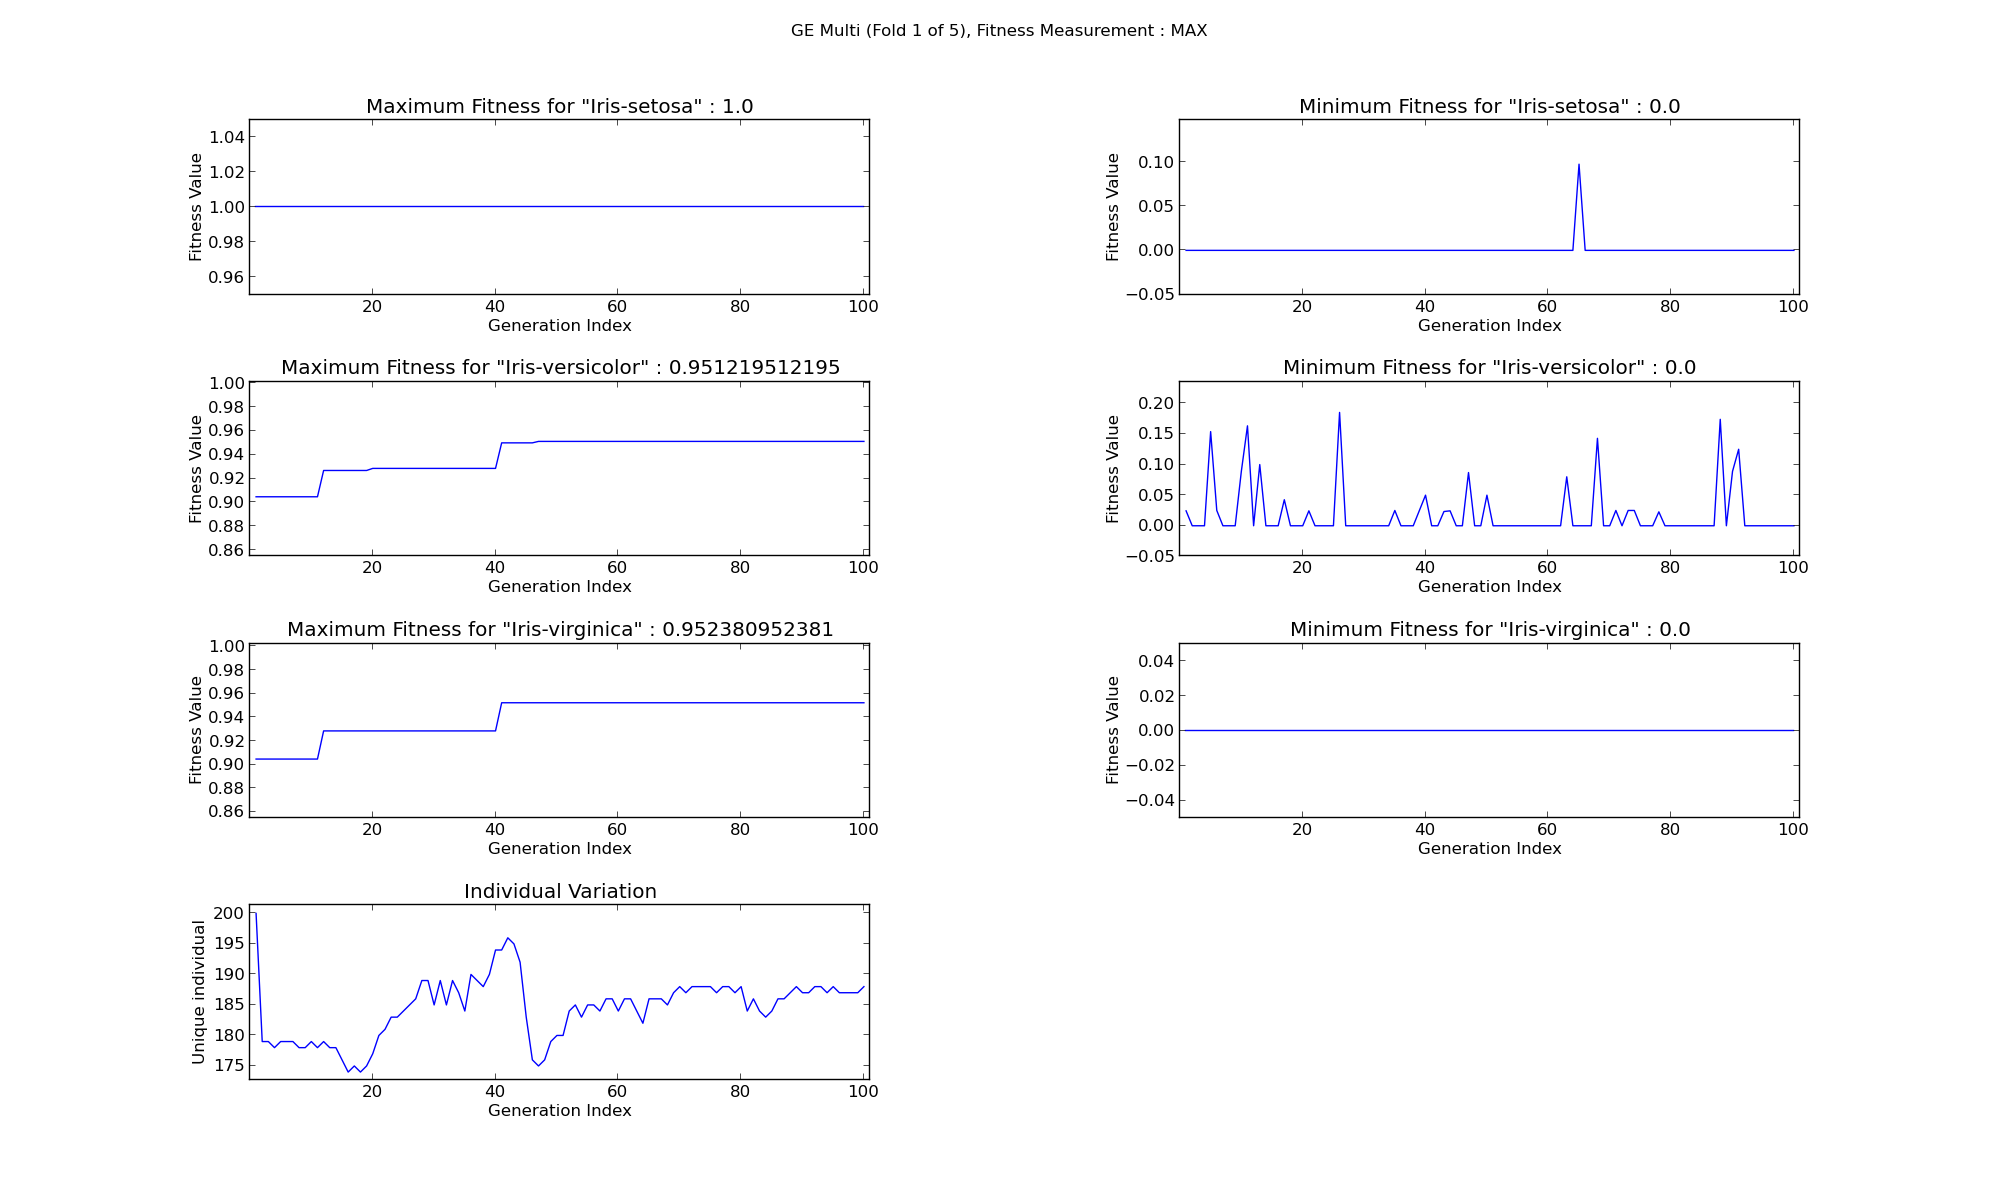 GE Multi (Fold 1 of 5), Fitness Measurement : MAX
Maximum Fitness for "Iris-setosa" : 1.0
1.04
1.02
1.00
0.98
0.96
Fitness Value
20 40 60 80 100
Generation Index
Minimum Fitness for "Iris-setosa" : 0.0
0.10
0.05
0.00
−0.05
Fitness Value
20 40 60 80 100
Generation Index
Maximum Fitness for "Iris-versicolor" : 0.951219512195
1.00
0.98
0.96
0.94
0.92
0.90
0.88
0.86
Fitness Value
20 40 60 80 100
Generation Index
Minimum Fitness for "Iris-versicolor" : 0.0
0.20
0.15
0.10
0.05
0.00
−0.05
Fitness Value
20 40 60 80 100
Generation Index
Maximum Fitness for "Iris-virginica" : 0.952380952381
1.00
0.98
0.96
0.94
0.92
0.90
0.88
0.86
Fitness Value
20 40 60 80 100
Generation Index
Minimum Fitness for "Iris-virginica" : 0.0
0.04
0.02
0.00
−0.02
−0.04
Fitness Value
20 40 60 80 100
Generation Index
Individual Variation
200
195
190
185
180
175
Unique individual
20 40 60 80 100
Generation Index